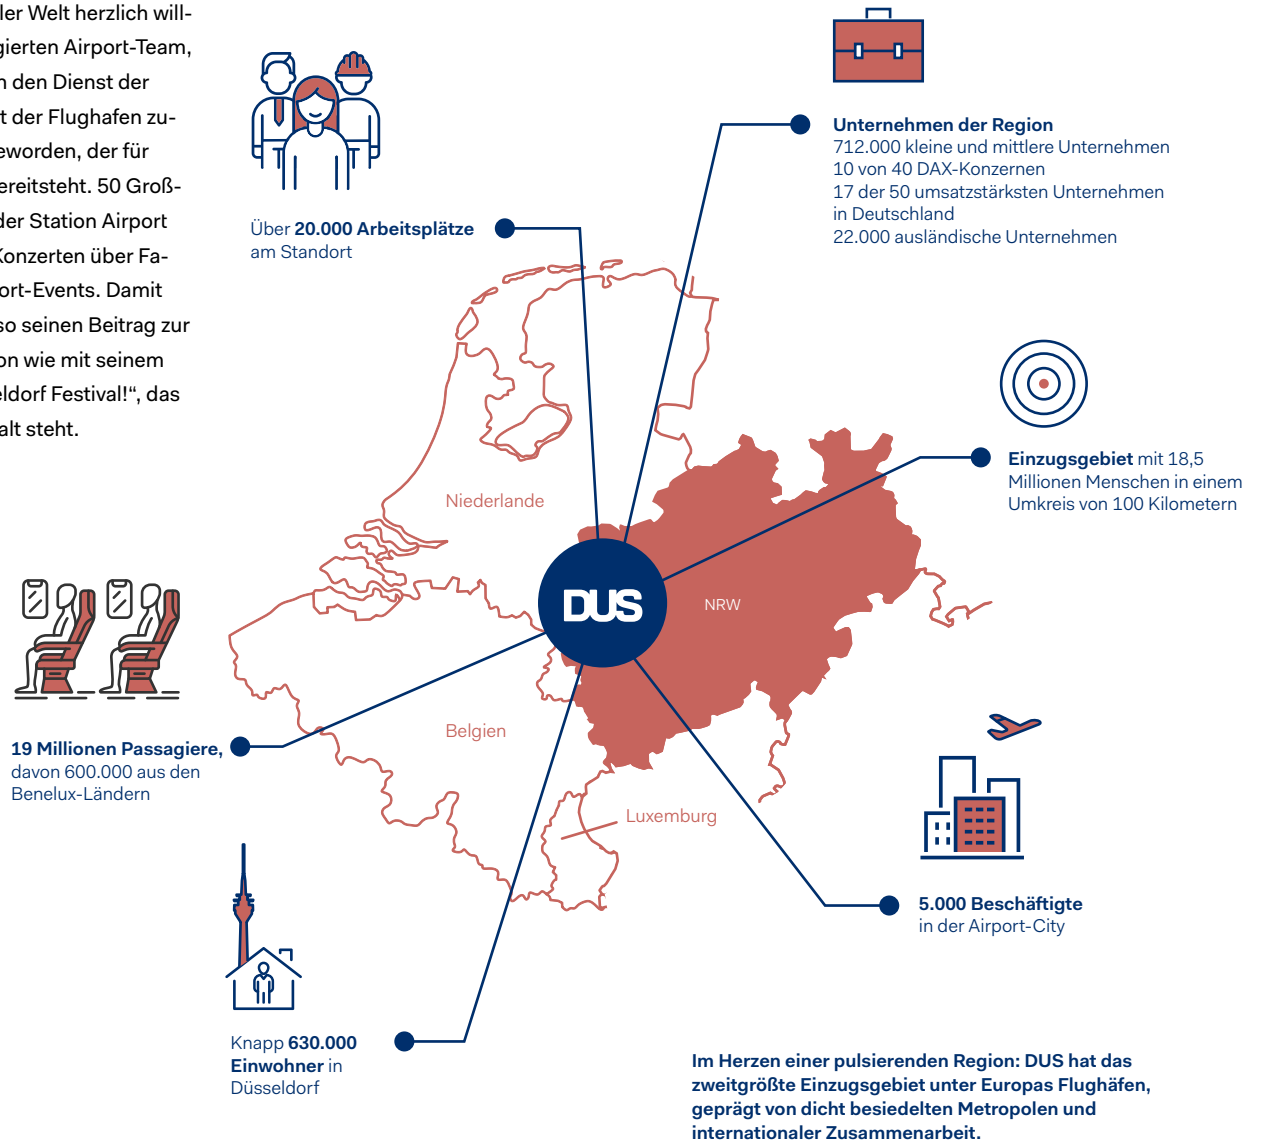 ler Welt herzlich will-
gierten Airport-Team,
n den Dienst der
t der Flughafen zu-
eworden, der für
ereitsteht. 50 Groß-
der Station Airport
Konzerten über Fa-
ort-Events. Damit
so seinen Beitrag zur
on wie mit seinem
eldorf Festival!“, das
alt steht.
Über 20.000 Arbeitsplätze
am Standort
Unternehmen der Region
712.000 kleine und mittlere Unternehmen
10 von 40 DAX-Konzernen
17 der 50 umsatzstärksten Unternehmen
in Deutschland
22.000 ausländische Unternehmen
Einzugsgebiet mit 18,5
Millionen Menschen in einem
Umkreis von 100 Kilometern
Niederlande
DUS
NRW
Belgien
Luxemburg
19 Millionen Passagiere,
davon 600.000 aus den
Benelux-Ländern
5.000 Beschäftigte
in der Airport-City
Knapp 630.000
Einwohner in
Düsseldorf
Im Herzen einer pulsierenden Region: DUS hat das
zweitgrößte Einzugsgebiet unter Europas Flughäfen,
geprägt von dicht besiedelten Metropolen und
internationaler Zusammenarbeit.